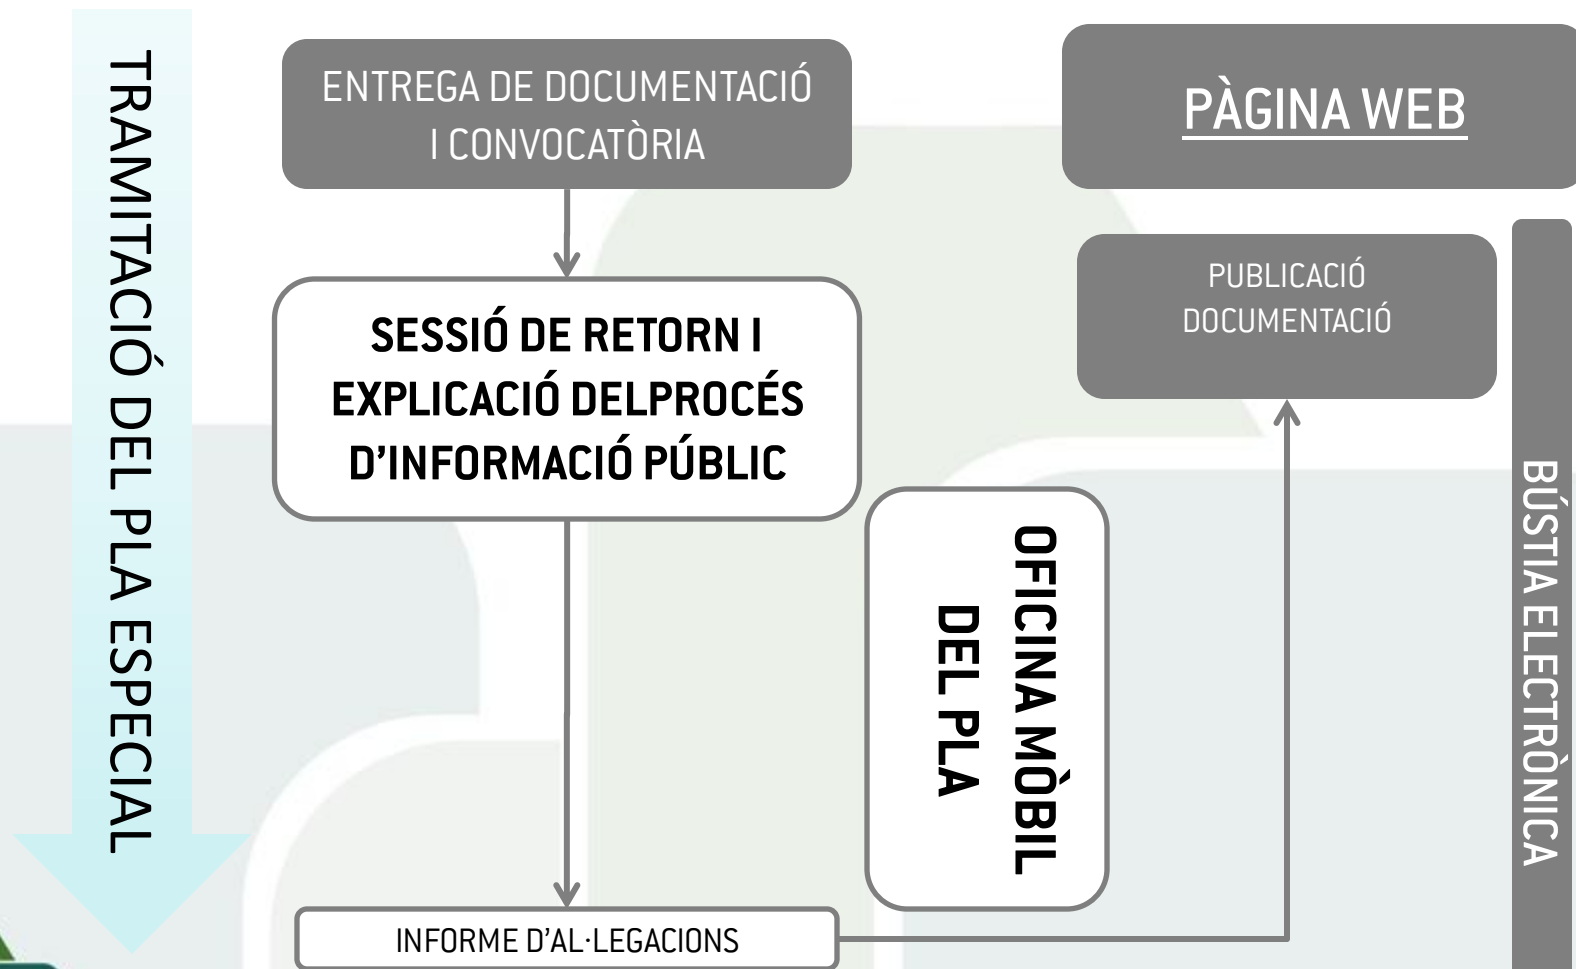 TRAMITACIÓ DEL PLA ESPECIAL
ENTREGA DE DOCUMENTACIÓ
I CONVOCATÒRIA
SESSIÓ DE RETORN I
EXPLICACIÓ DELPROCÉS
D'INFORMACIÓ PÚBLIC
INFORME D'AL·LEGACIONS
OFICINA MÒBIL
DEL PLA
PÀGINA WEB
PUBLICACIÓ
DOCUMENTACIÓ
BÚSTIA ELECTRÒNICA